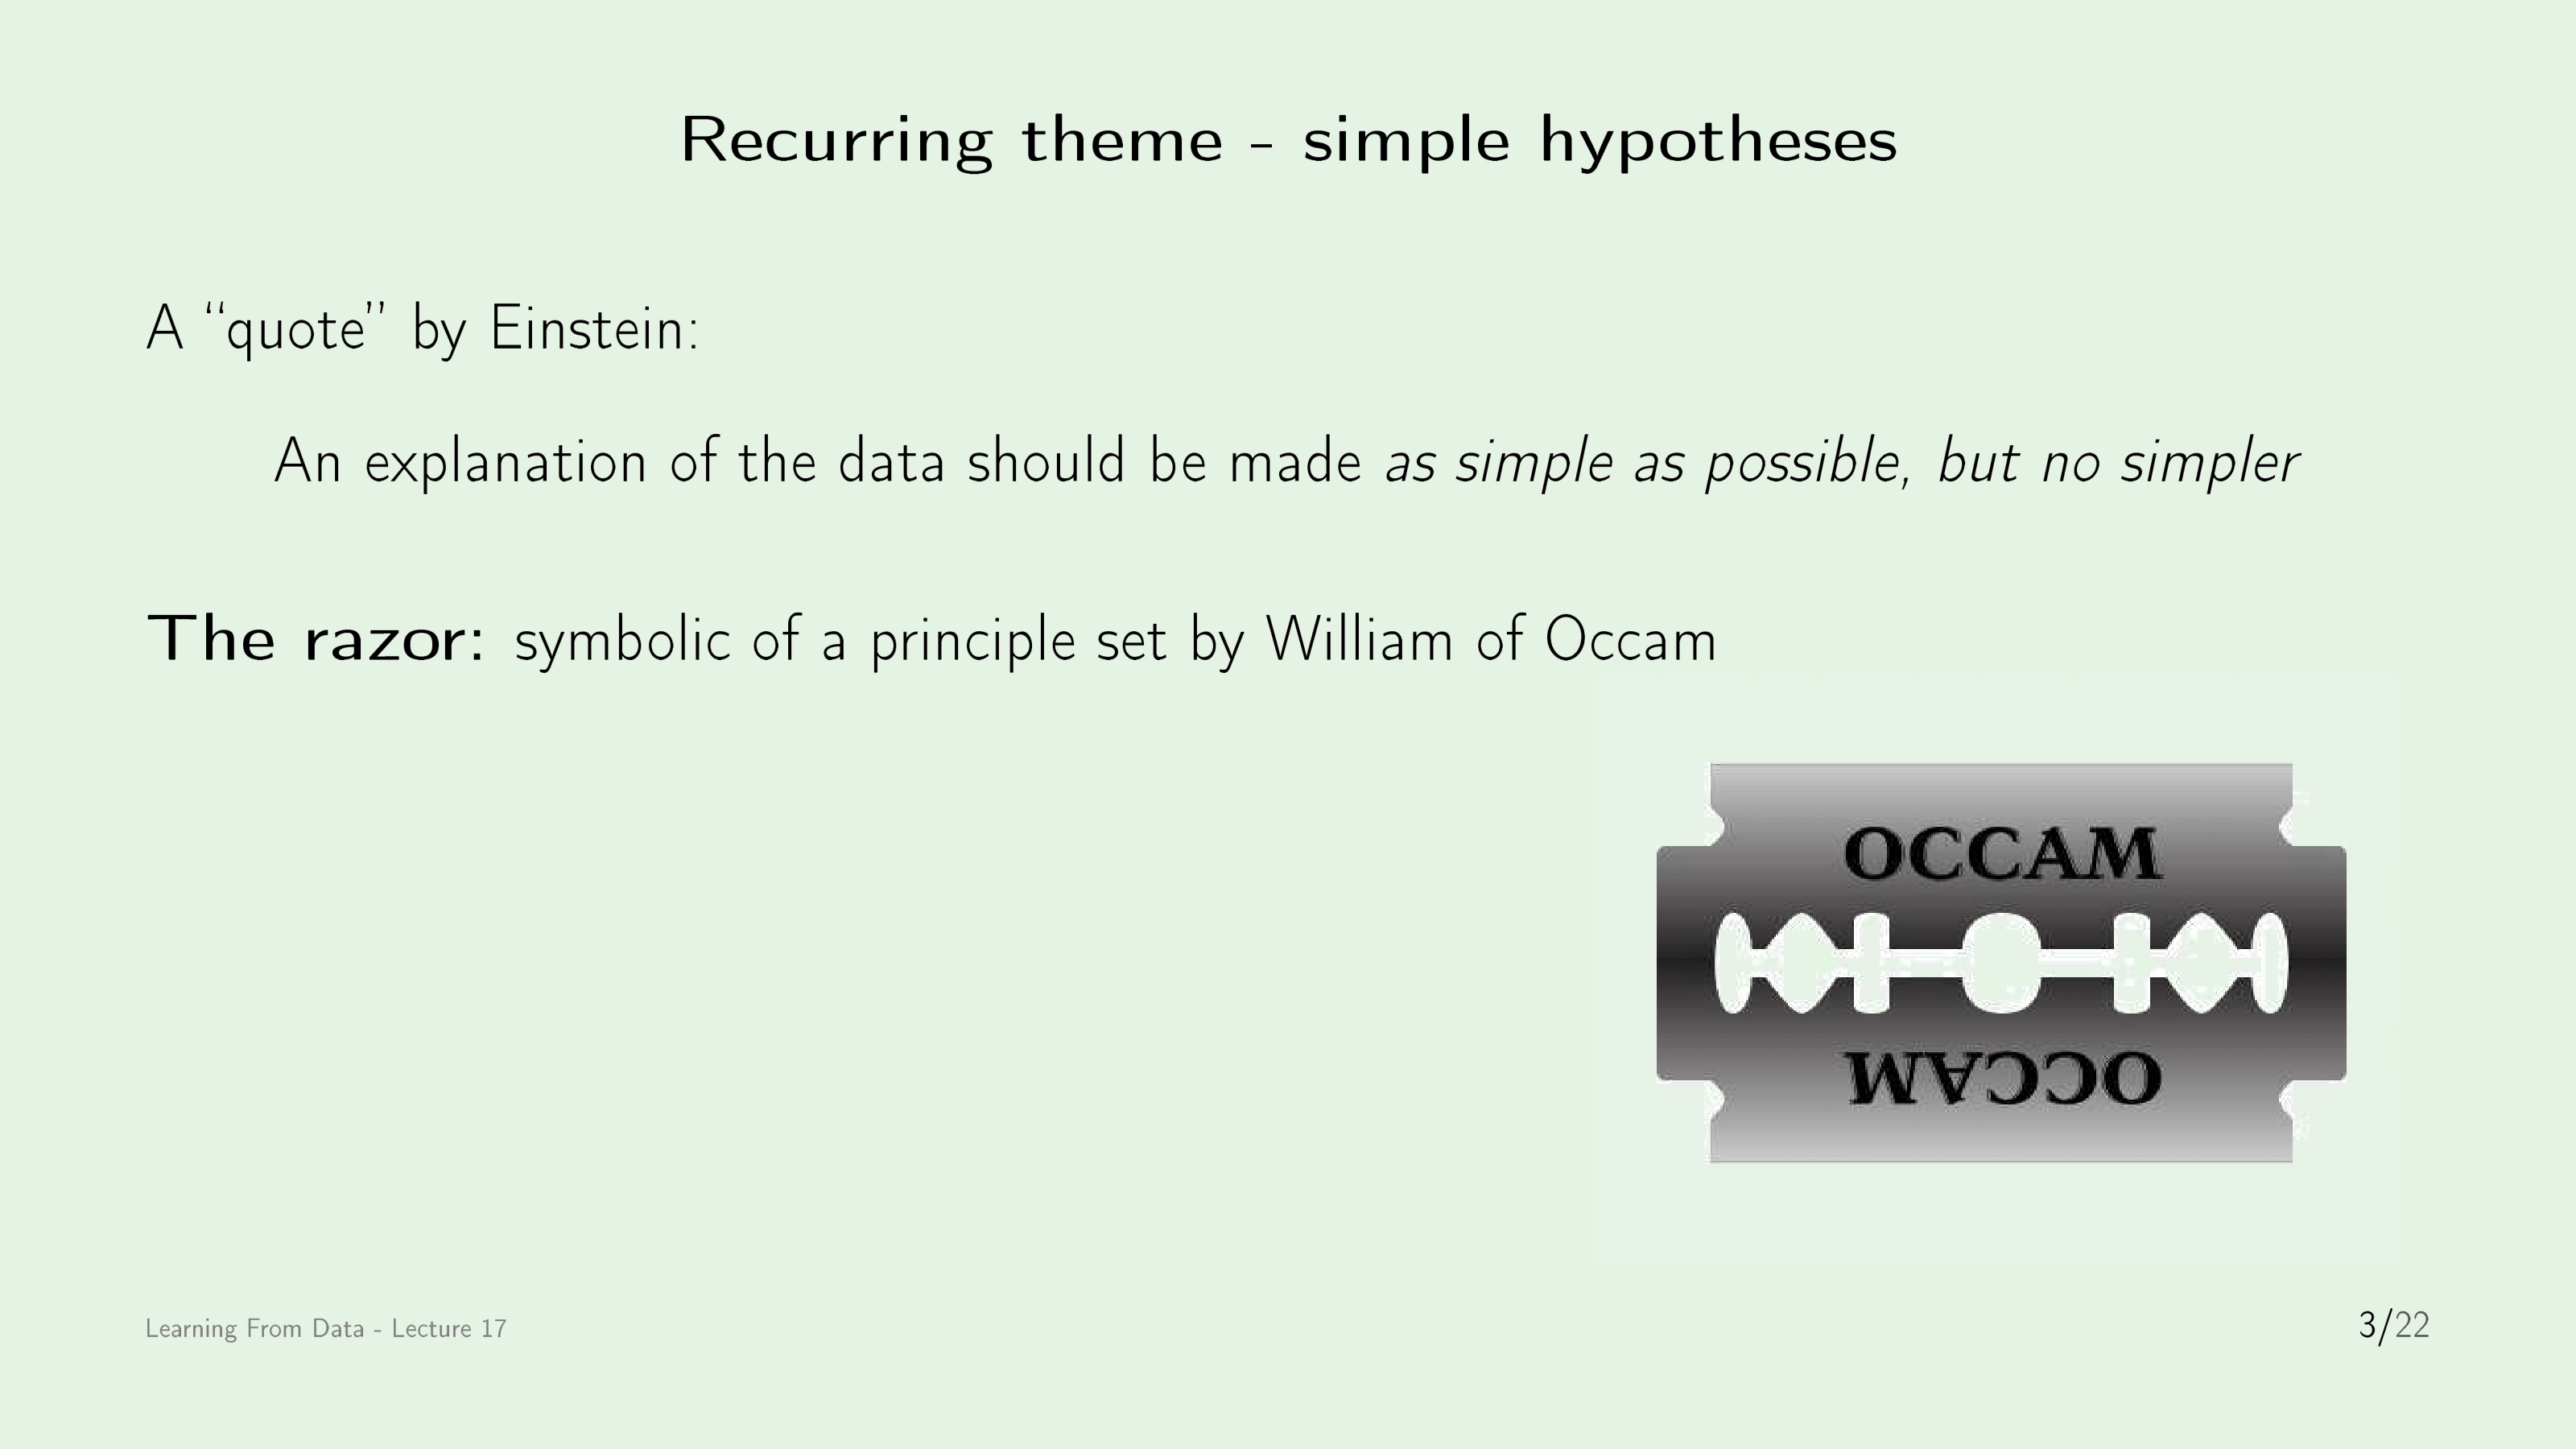 Recurring theme - simple hypotheses
A “quote” by Einstein:
An explanation of the data should be made as simple as possible, but no simpler
The razor: symbolic of a principle set by William of Occam
OCCAM
OCCAM
Learning From Data - Lecture 17
3/22